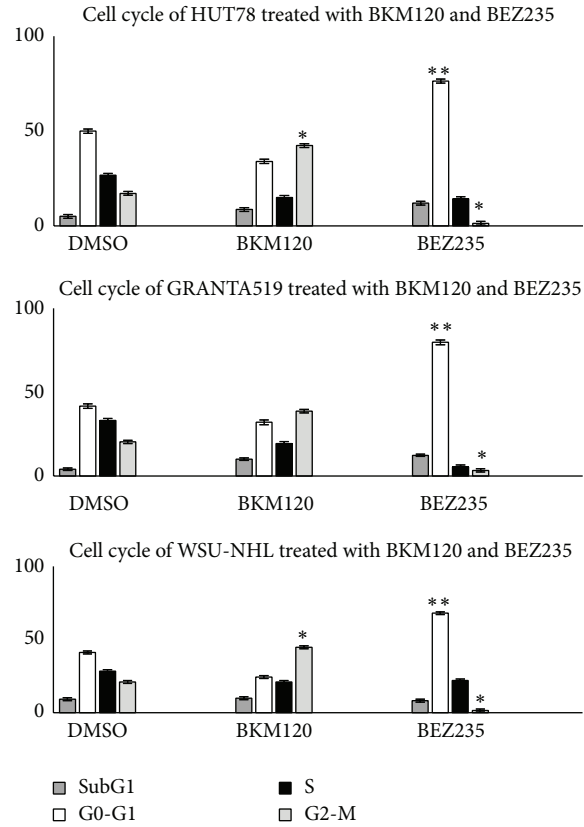 Cell cycle of HUT78 treated with BKM120 and BEZ235
100
50
0
*
**
*
DMSO BKM120 BEZ235
Cell cycle of GRANTA519 treated with BKM120 and BEZ235
100
50
0
**
*
DMSO BKM120 BEZ235
Cell cycle of WSU-NHL treated with BKM120 and BEZ235
100
50
0
*
**
*
DMSO BKM120 BEZ235
SubG1 S
G0-G1 G2-M